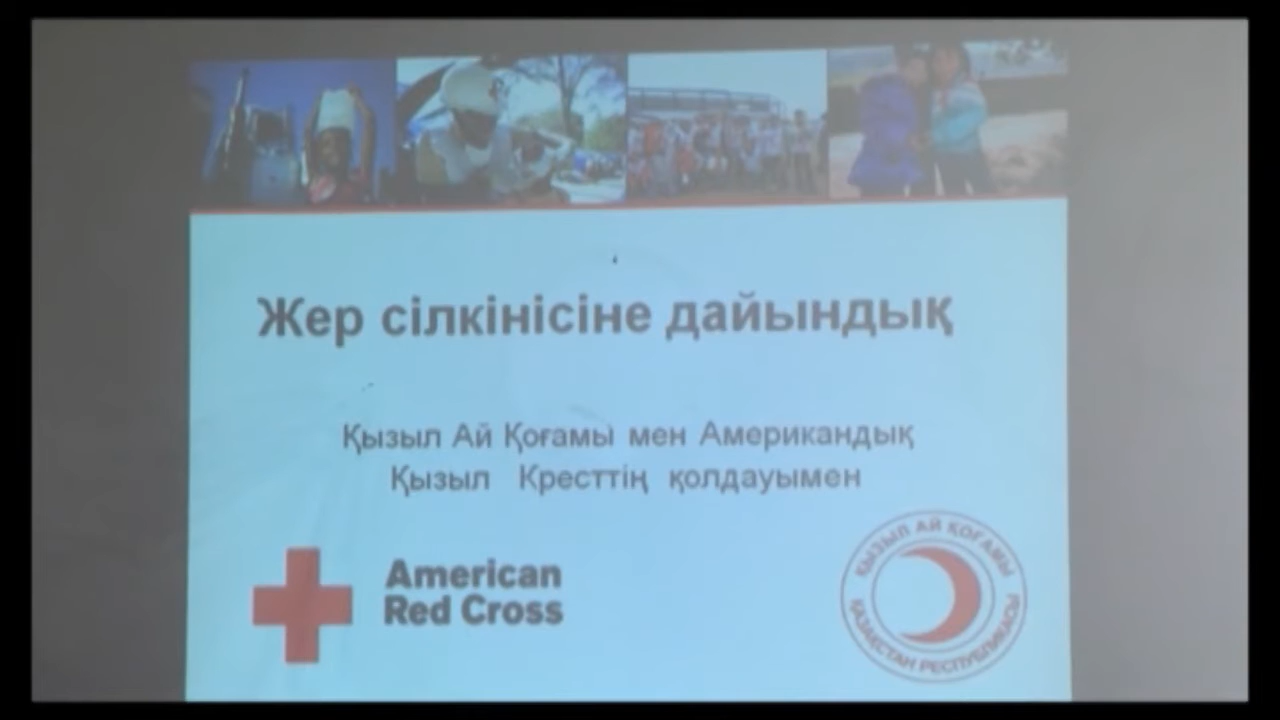 Жер сілкінісіне дайындық
Қызыл Ай Қоғамы мен Американдық
Қызыл Кресттің қолдауымен
American
Red Cross
ҚЫЗЫЛ АЙ ҚОҒАМЫ
ҚАЗАҚСТАН РЕСПУБЛИКАСЫ